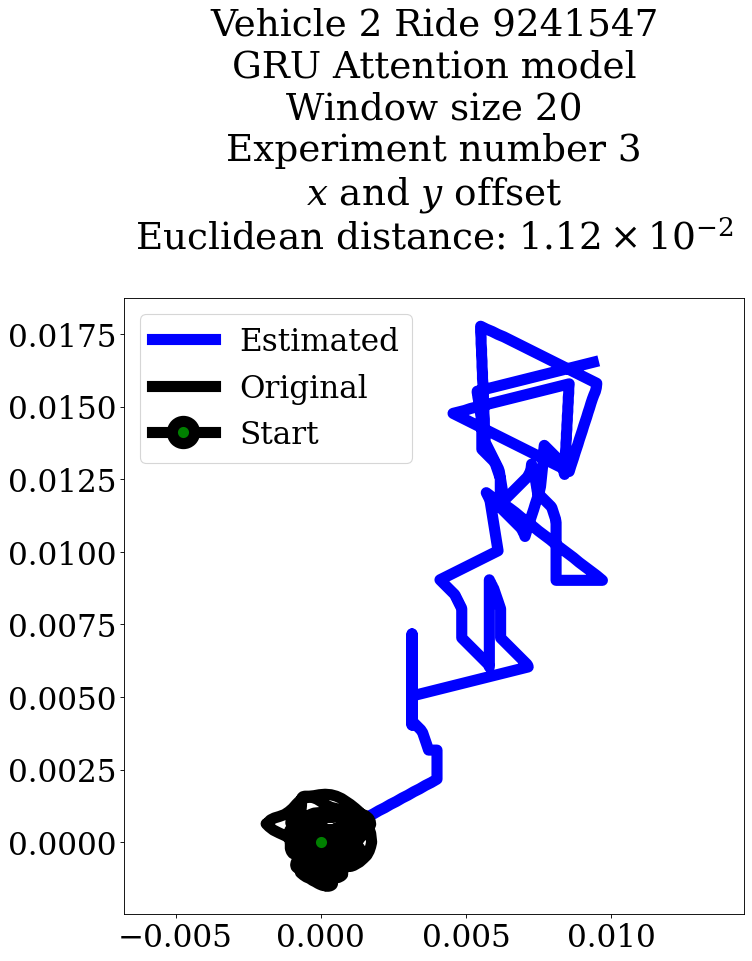 Vehicle 2 Ride 9241547
GRU Attention model
Window size 20
Experiment number 3
x and y offset
Euclidean distance: 1.12 × 10⁻²
Estimated
Original
Start
0.0175
0.0150
0.0125
0.0100
0.0075
0.0050
0.0025
0.0000
−0.005 0.000 0.005 0.010